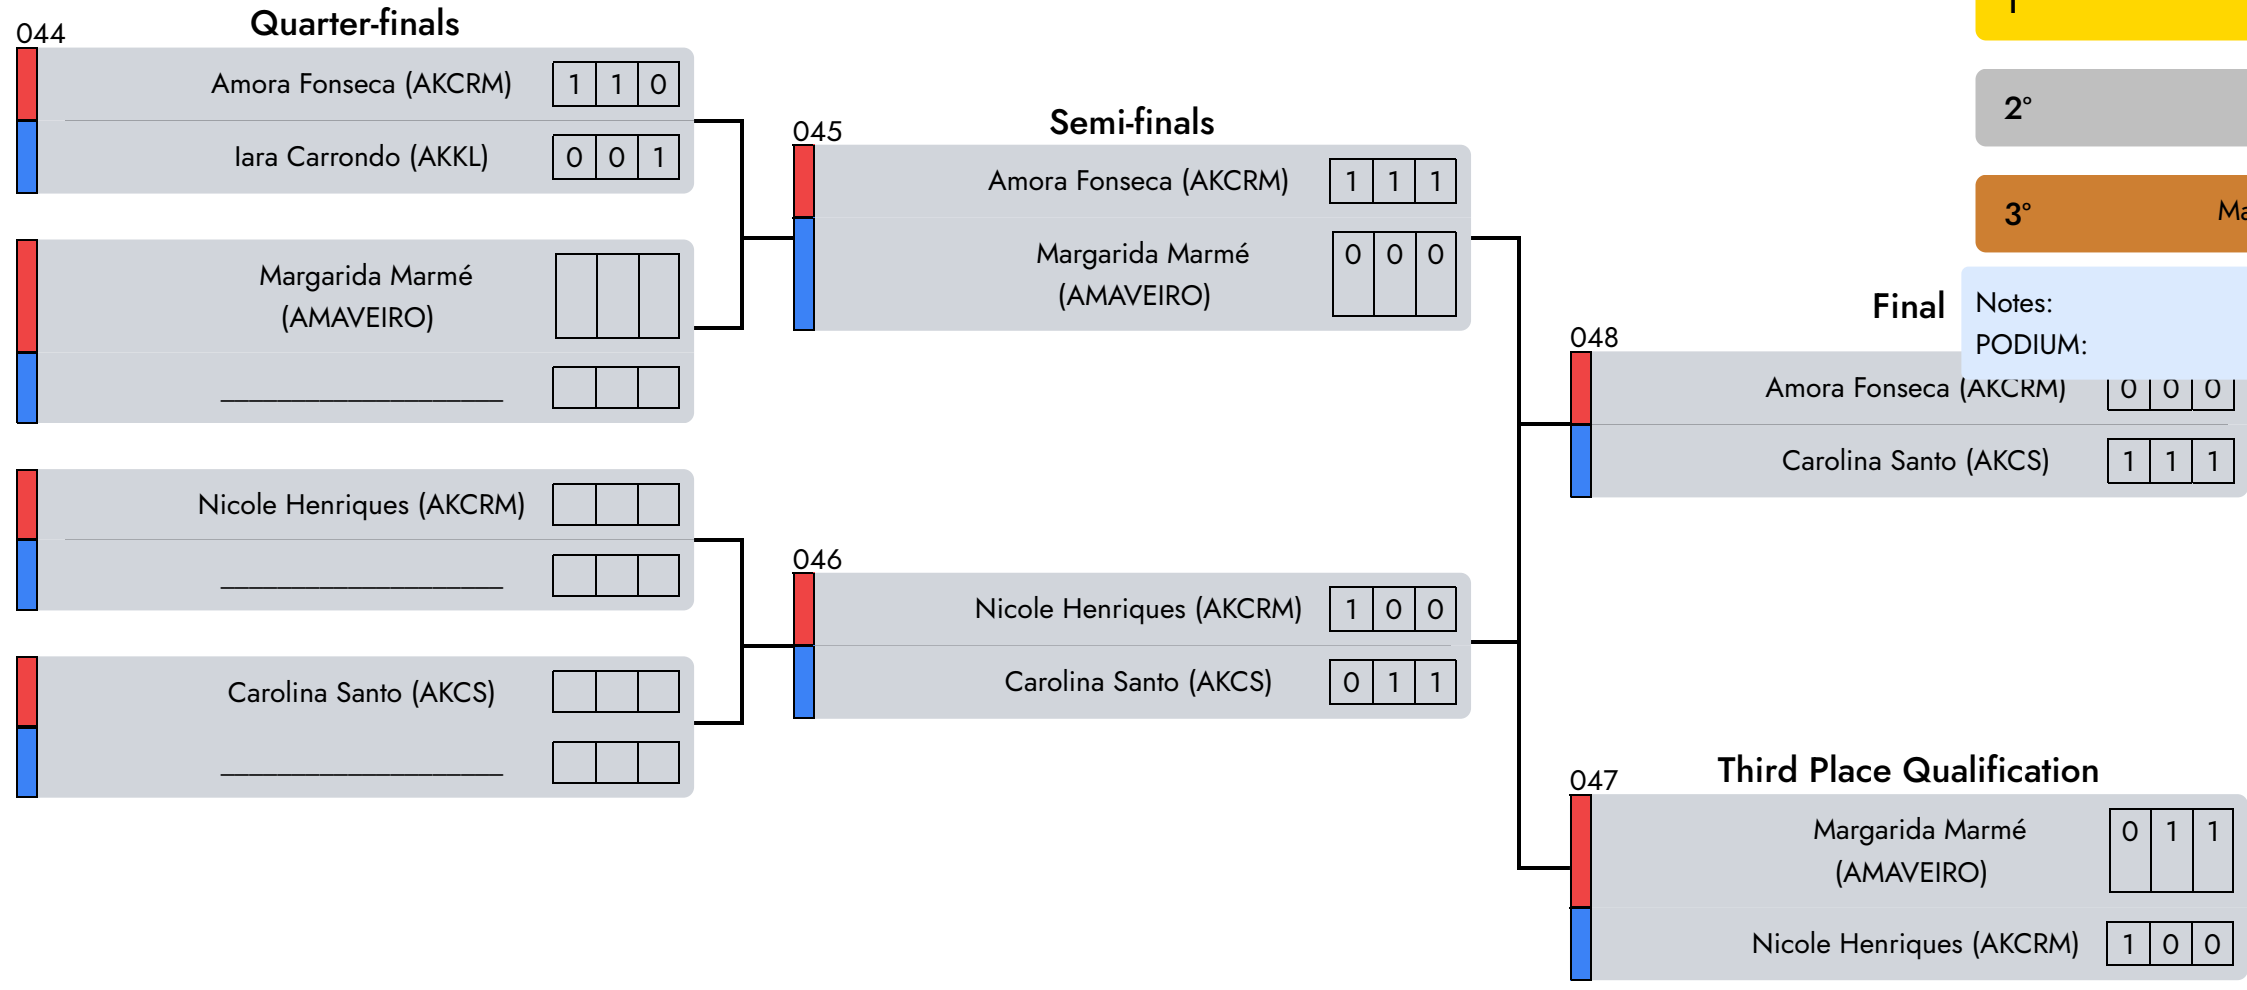 Quarter-finals
044
Amora Fonseca (AKCRM) 1 1 0
Iara Carrondo (AKKL) 0 0 1
Margarida Marmé
(AMAVEIRO)
____________________
Nicole Henriques (AKCRM)
____________________
Carolina Santo (AKCS)
____________________
Semi-finals
045
Amora Fonseca (AKCRM) 1 1 1
Margarida Marmé 0 0 0
(AMAVEIRO)
046
Nicole Henriques (AKCRM) 1 0 0
Carolina Santo (AKCS) 0 1 1
2°
3°
Notes:
PODIUM:
Final
048
Amora Fonseca (AKCRM) 0 0 0
Carolina Santo (AKCS) 1 1 1
Third Place Qualification
047
Margarida Marmé 0 1 1
(AMAVEIRO)
Nicole Henriques (AKCRM) 1 0 0